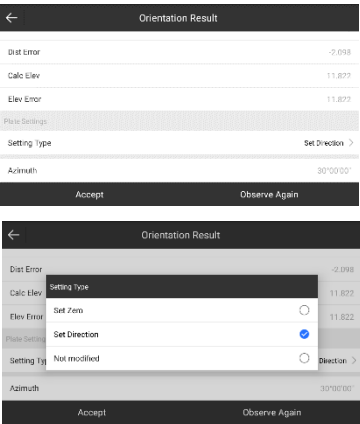 Orientation Result
Dist Error -2.098
Calc Elev 11.822
Elev Error 11.822
Plate Settings
Setting Type Set Direction >
Azimuth 30°00'00"
Accept Observe Again
Orientation Result
Dist Error -2.098
Setting Type
Calc Elev 11.822
Set Zero
Elev Error Set Direction 11.822
Plate Setting
Not modified
Setting Typ Direction >
Azimuth 30°00'00"
Accept Observe Again